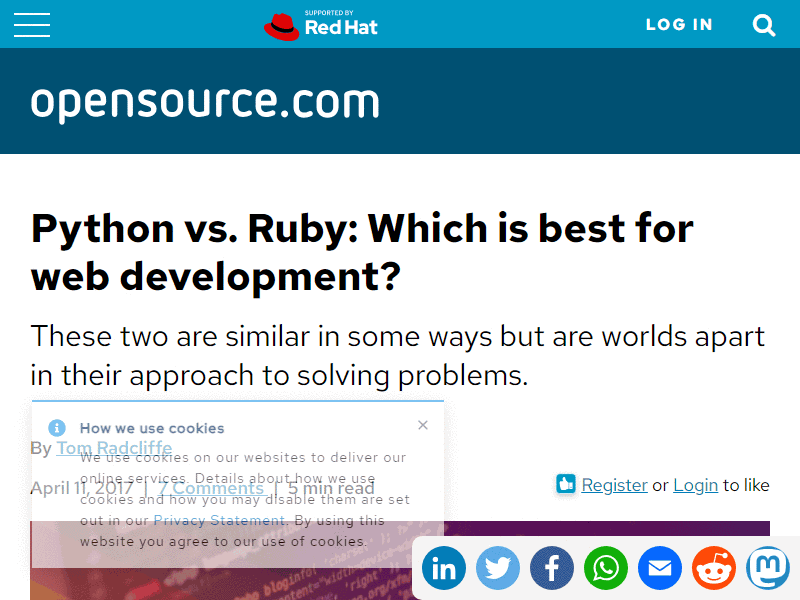 SUPPORTED BY
Red Hat
LOG IN
opensource.com
Python vs. Ruby: Which is best for
web development?
These two are similar in some ways but are worlds apart
in their approach to solving problems.
How we use cookies
By Tom Radcliffe
We use cookies on our websites to deliver our
online services. Details about how we use
April 11, 2017 | 7 Comments | 5 min read
Register or Login to like
cookies and how you may disable them are set
out in our Privacy Statement. By using this
website you agree to our use of cookies.